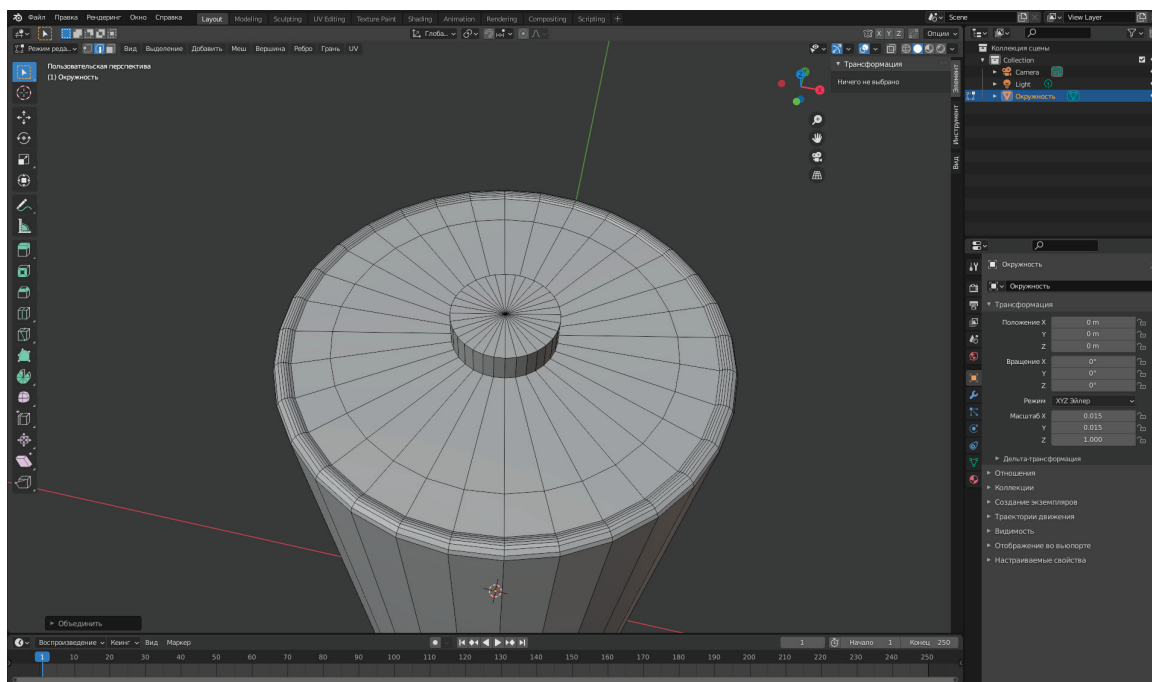 Файл Правка Рендеринг Окно Справка Layout Modeling Sculpting UV Editing Texture Paint Shading Animation Rendering Compositing Scripting + Scene View Layer
Глоба... X Y Z Опции
Режим реда... Вид Выделение Добавить Меш Вершина Ребро Грань UV
Пользовательская перспектива
(1) Окружность
Трансформация
Ничего не выбрано
Элемент
Инструмент
Вид
X
Коллекция сцены
Collection
Camera
Light
Окружность
Окружность
Окружность
Трансформация
Положение X 0 m
Y 0 m
Z 0 m
Вращение X 0°
Y 0°
Z 0°
Режим XYZ Эйлер
Масштаб X 0.015
Y 0.015
Z 1.000
Дельта-трансформация
Отношения
Коллекции
Создание экземпляров
Траектории движения
Видимость
Отображение во вьюпорте
Настраиваемые свойства
Объединить
Воспроизведение Кеинг Вид Маркер 1 Начало 1 Конец 250
1 10 20 30 40 50 60 70 80 90 100 110 120 130 140 150 160 170 180 190 200 210 220 230 240 250